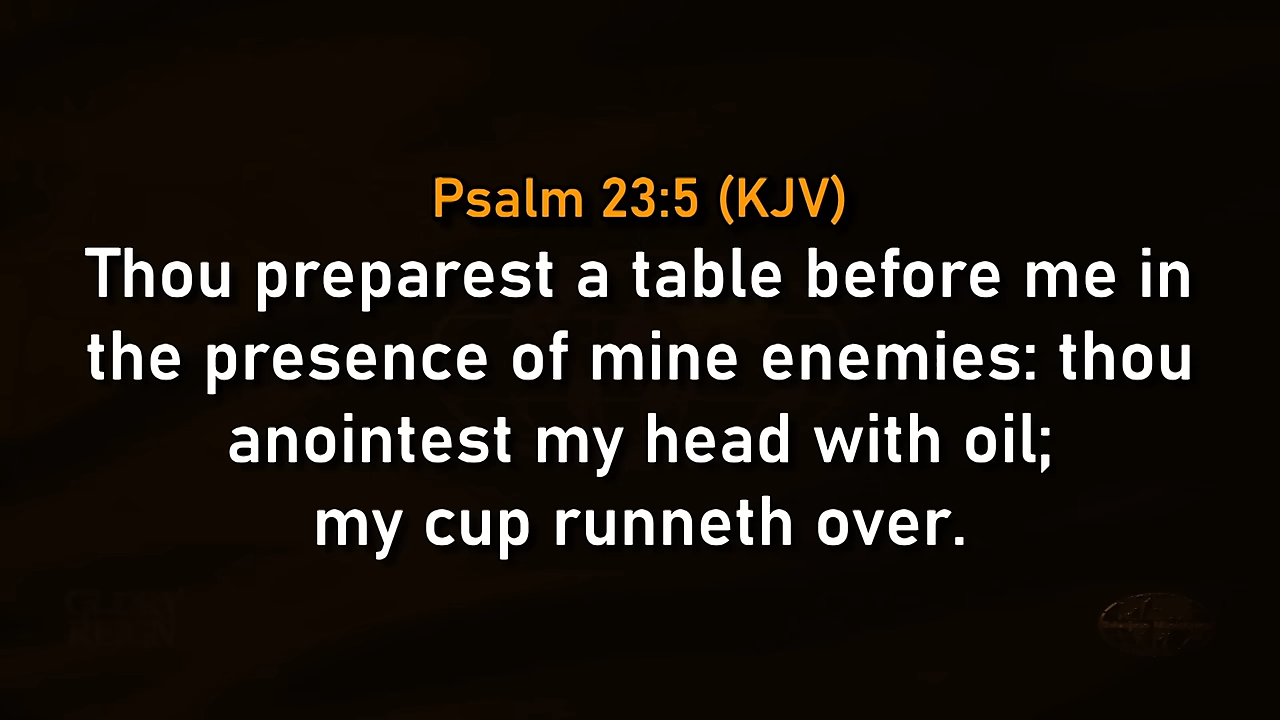 Psalm 23:5 (KJV)
Thou preparest a table before me in
the presence of mine enemies: thou
anointest my head with oil;
my cup runneth over.